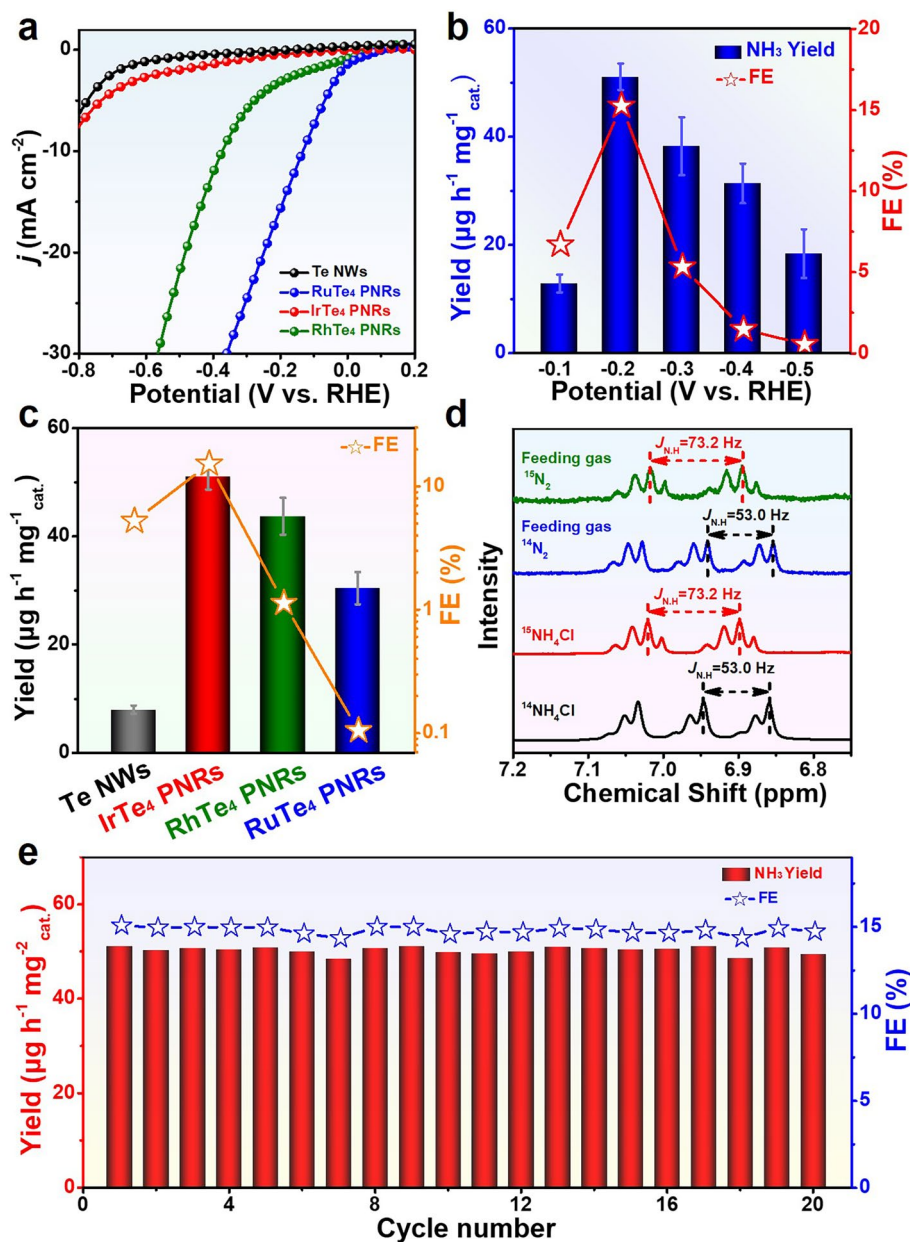 a
0
-10
-20
-30
j (mA cm⁻²)
Te NWs
RuTe₄ PNRs
IrTe₄ PNRs
RhTe₄ PNRs
-0.8 -0.6 -0.4 -0.2 0.0 0.2
Potential (V vs. RHE)
b
60
40
20
0
Yield (µg h⁻¹ mg⁻¹cat.)
NH₃ Yield
FE
20
15
10
5
0
FE (%)
-0.1 -0.2 -0.3 -0.4 -0.5
Potential (V vs. RHE)
c
60
40
20
0
Yield (µg h⁻¹ mg⁻¹cat.)
FE
10
1
0.1
FE (%)
Te NWs
IrTe₄ PNRs
RhTe₄ PNRs
RuTe₄ PNRs
d
Intensity
Feeding gas
¹⁵N₂
J N.H=73.2 Hz
Feeding gas
¹⁴N₂
J N.H=53.0 Hz
¹⁵NH₄Cl
J N.H=73.2 Hz
¹⁴NH₄Cl
J N.H=53.0 Hz
7.2 7.1 7.0 6.9 6.8
Chemical Shift (ppm)
e
60
40
20
0
Yield (µg h⁻¹ mg⁻²cat.)
NH₃ Yield
FE
15
10
5
0
FE (%)
0 4 8 12 16 20
Cycle number